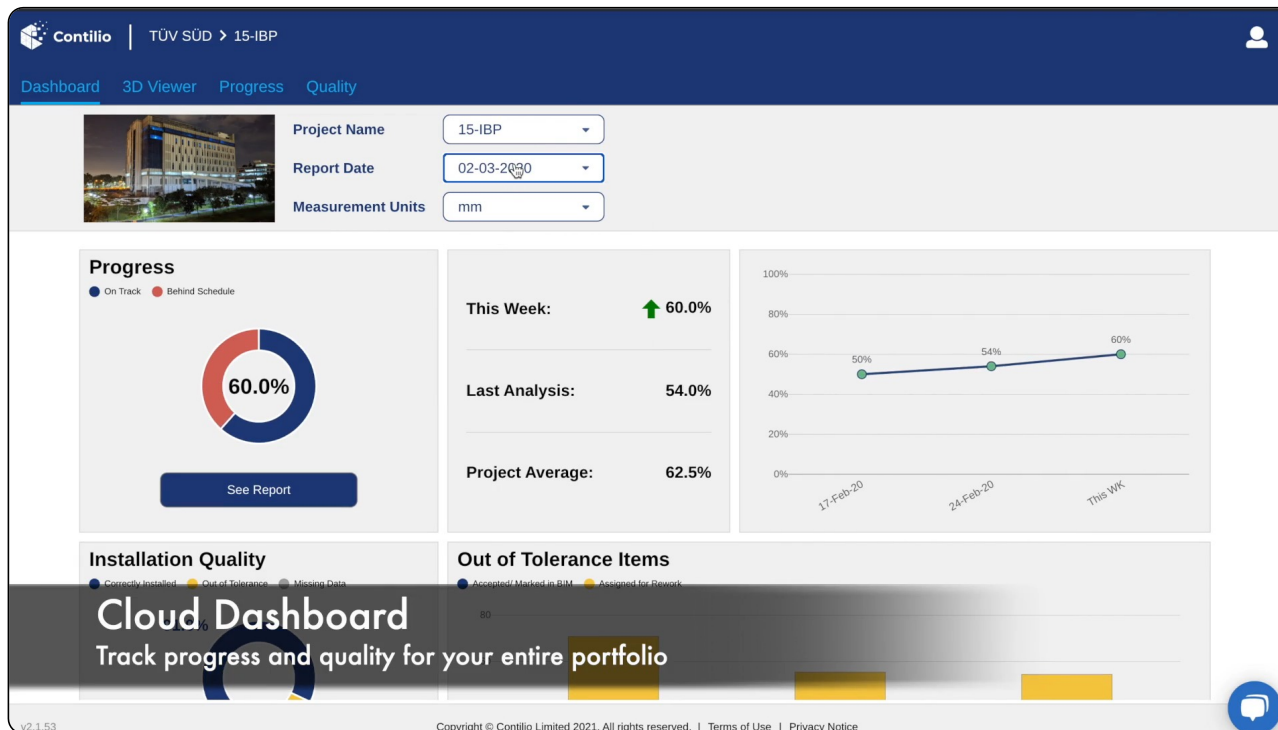 Contilio
TÜV SÜD > 15-IBP
Dashboard 3D Viewer Progress Quality
Project Name 15-IBP
Report Date
Measurement Units mm
Progress
On Track Behind Schedule
60.0%
See Report
This Week: 60.0%
Last Analysis: 54.0%
Project Average: 62.5%
100%
80%
60%
40%
20%
0%
50%
54%
60%
17-Feb-20
24-Feb-20
This WK
Installation Quality
Correctly Installed Out of Tolerance Missing Data
Out of Tolerance Items
Accepted/ Marked in BIM Assigned for Rework
80
Cloud Dashboard
Track progress and quality for your entire portfolio
v2.1.53
Copyright © Contilio Limited 2021. All rights reserved. | Terms of Use | Privacy Notice